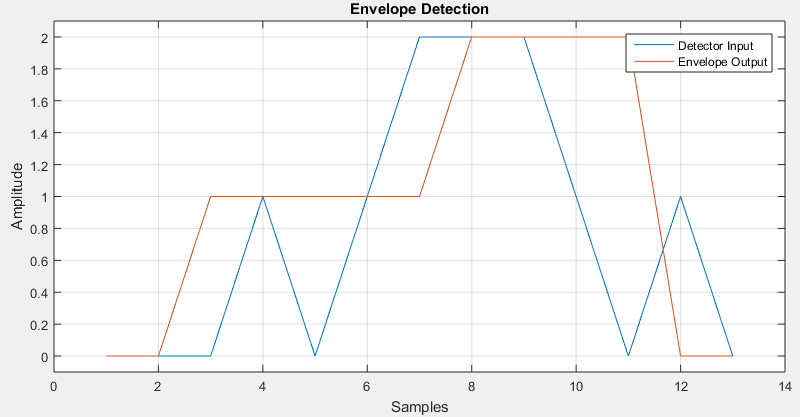 Envelope Detection
Detector Input
Envelope Output
Amplitude
2
1.8
1.6
1.4
1.2
1
0.8
0.6
0.4
0.2
0
0 2 4 6 8 10 12 14
Samples